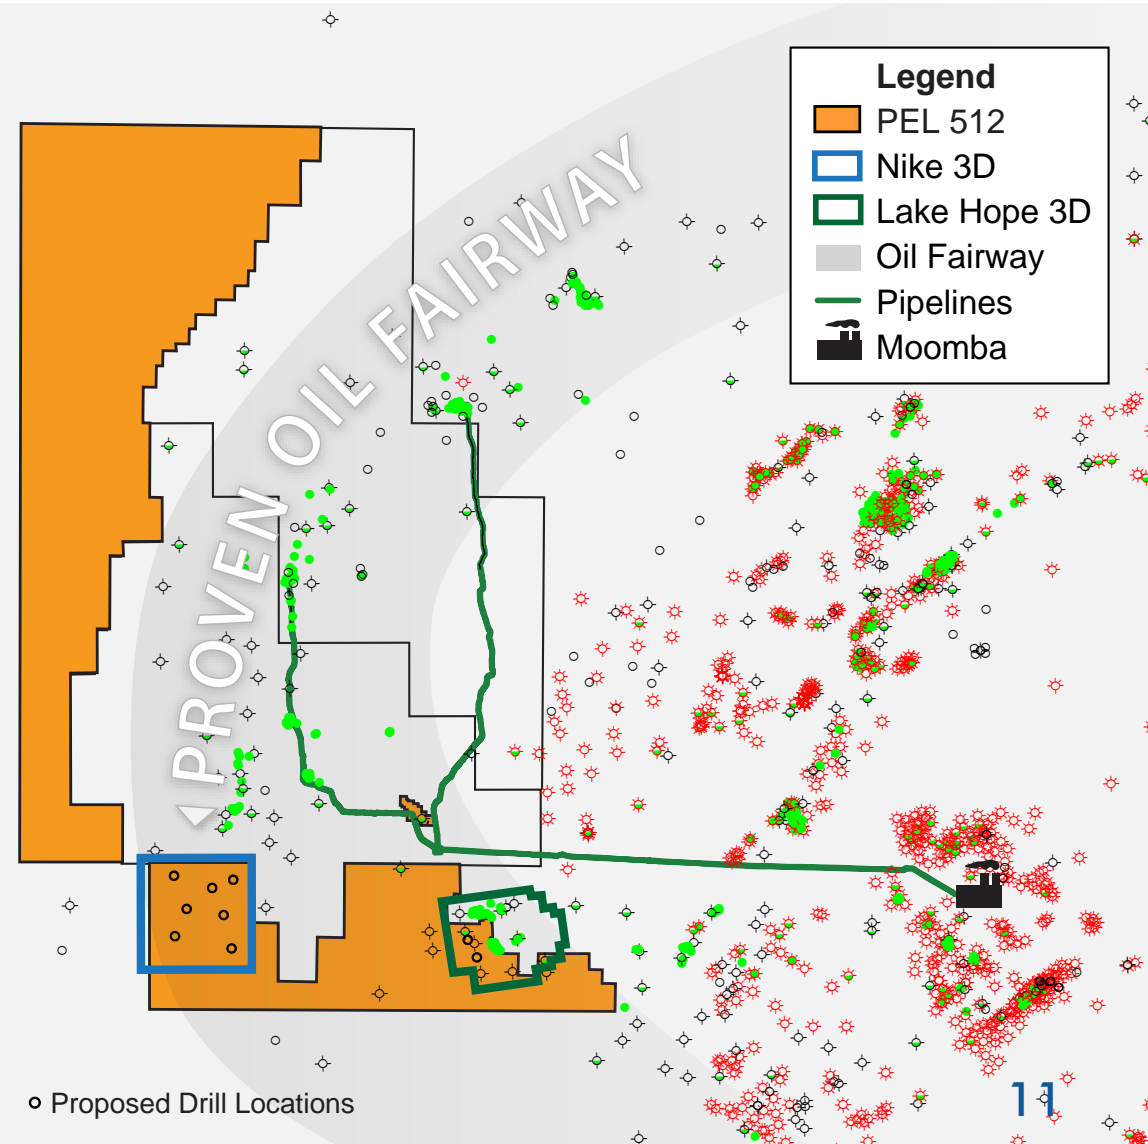 Legend
PEL 512
Nike 3D
Lake Hope 3D
Oil Fairway
Pipelines
Moomba
PROVEN OIL FAIRWAY
Proposed Drill Locations
11